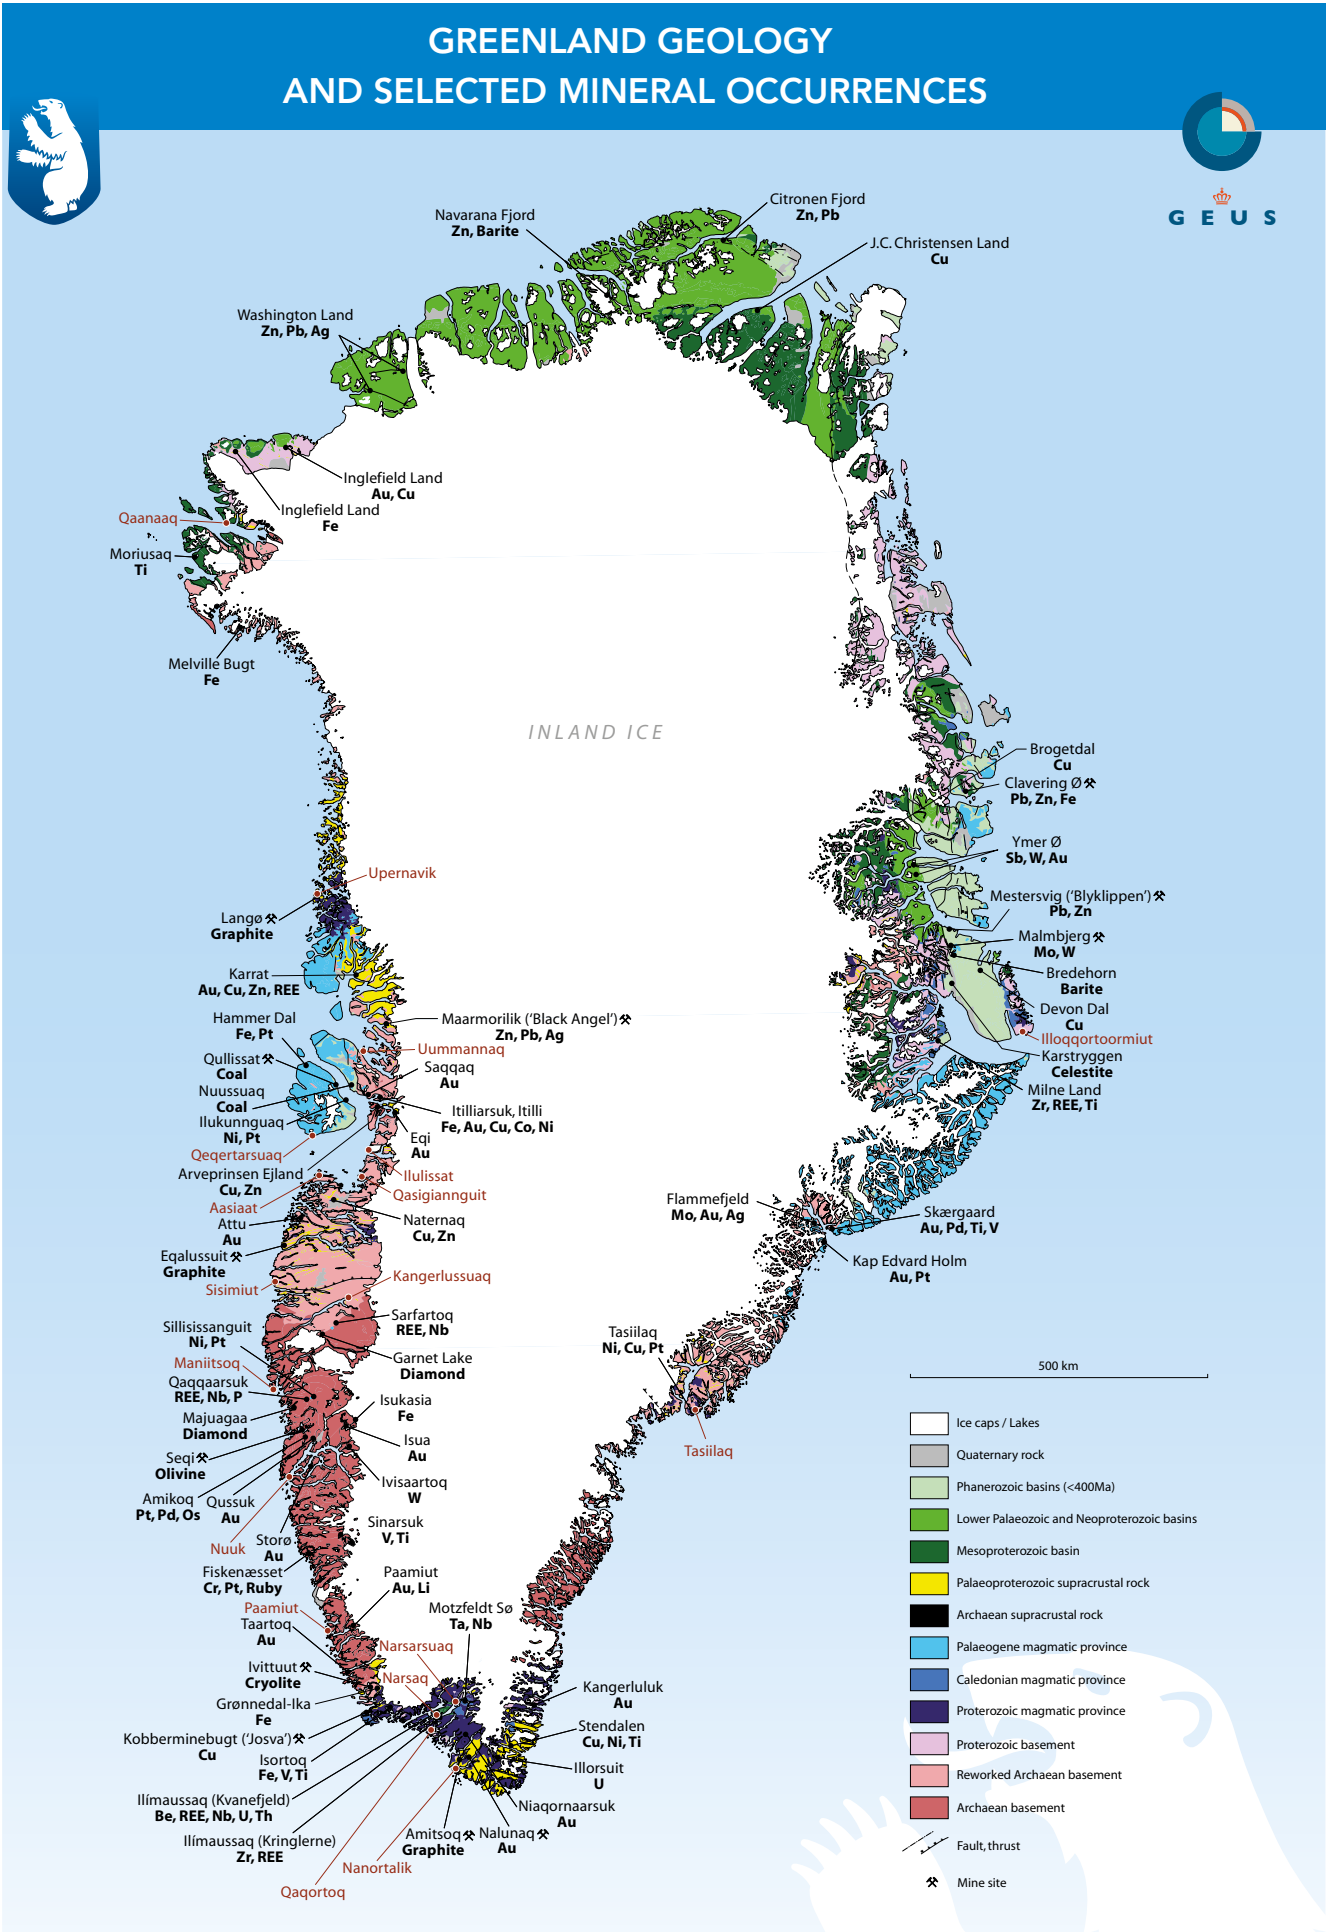 GREENLAND GEOLOGY
AND SELECTED MINERAL OCCURRENCES
G E U S
Citronen Fjord
Zn, Pb
Navarana Fjord
Zn, Barite
J.C. Christensen Land
Cu
Washington Land
Zn, Pb, Ag
Inglefield Land
Au, Cu
Inglefield Land
Fe
Qaanaaq
Moriusaq
Ti
Melville Bugt
Fe
INLAND ICE
Brogetdal
Cu
Clavering Ø
Pb, Zn, Fe
Ymer Ø
Sb, W, Au
Mestersvig (‘Blyklippen’)
Pb, Zn
Malmbjerg
Mo, W
Bredehorn
Barite
Devon Dal
Cu
Illoqqortoormiut
Karstryggen
Celestite
Milne Land
Zr, REE, Ti
Upernavik
Langø
Graphite
Karrat
Au, Cu, Zn, REE
Hammer Dal
Fe, Pt
Maarmorilik (‘Black Angel’)
Zn, Pb, Ag
Uummannaq
Qullissat
Coal
Saqqaq
Au
Nuussuaq
Coal
Itilliarsuk, Itilli
Fe, Au, Cu, Co, Ni
Ilukunnguaq
Ni, Pt
Eqi
Au
Qeqertarsuaq
Arveprinsen Ejland
Cu, Zn
Ilulissat
Qasigiannguit
Aasiaat
Attu
Au
Naternaq
Cu, Zn
Eqalussuit
Graphite
Kangerlussuaq
Sisimiut
Flammefjeld
Mo, Au, Ag
Skærgaard
Au, Pd, Ti, V
Kap Edvard Holm
Au, Pt
Sarfartoq
REE, Nb
Sillisissanguit
Ni, Pt
Garnet Lake
Diamond
Maniitsoq
Tasiilaq
Ni, Cu, Pt
Qaqqaarsuk
REE, Nb, P
Isukasia
Fe
Majuagaa
Diamond
Isua
Au
Tasiilaq
Seqi
Olivine
Ivisaartoq
W
Amikoq
Pt, Pd, Os
Qussuk
Au
Sinarsuk
V, Ti
Nuuk
Storø
Au
Fiskenæsset
Cr, Pt, Ruby
Paamiut
Au, Li
Paamiut
Motzfeldt Sø
Ta, Nb
Taartoq
Au
Narsarsuaq
Ivittuut
Cryolite
Narsaq
Grønnedal-Ika
Fe
Kangerluluk
Au
Kobberminebugt (‘Josva’)
Cu
Stendalen
Cu, Ni, Ti
Isortoq
Fe, V, Ti
Illorsuit
U
Ilímaussaq (Kvanefjeld)
Be, REE, Nb, U, Th
Niaqornaarsuk
Au
Ilímaussaq (Kringlerne)
Zr, REE
Amitsoq
Graphite
Nalunaq
Au
Nanortalik
Qaqortoq
500 km
Ice caps / Lakes
Quaternary rock
Phanerozoic basins (<400Ma)
Lower Palaeozoic and Neoproterozoic basins
Mesoproterozoic basin
Palaeoproterozoic supracrustal rock
Archaean supracrustal rock
Palaeogene magmatic province
Caledonian magmatic province
Proterozoic magmatic province
Proterozoic basement
Reworked Archaean basement
Archaean basement
Fault, thrust
Mine site